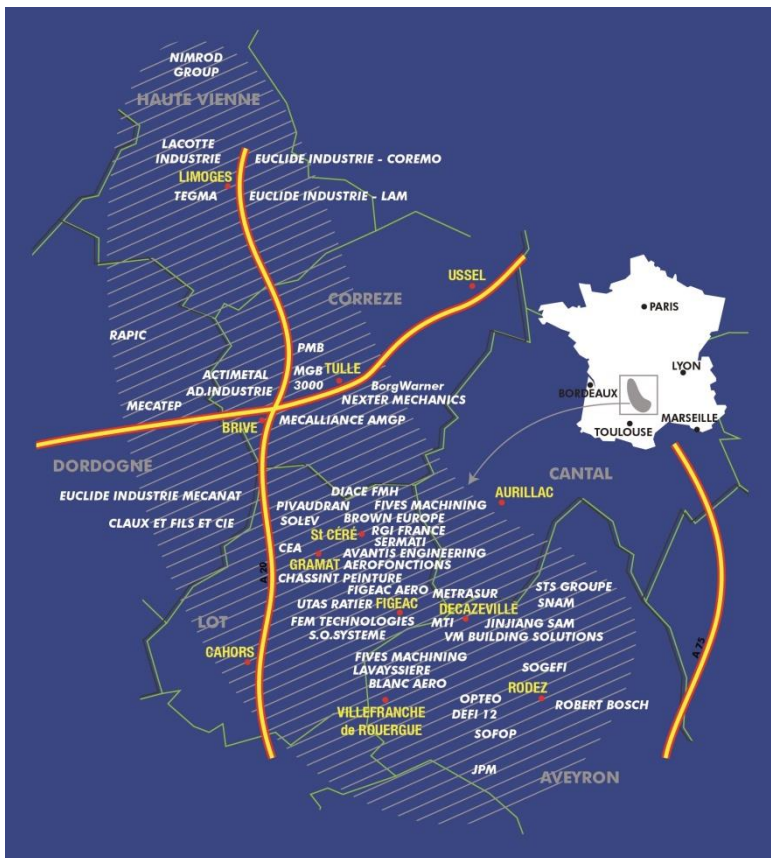 NIMROD
GROUP
HAUTE VIENNE
LACOTTE
INDUSTRIE
EUCLIDE INDUSTRIE - COREMO
LIMOGES
TEGMA
EUCLIDE INDUSTRIE - LAM
USSEL
CORREZE
PARIS
RAPIC
PMB
LYON
ACTIMETAL
MGB
3000
TULLE
AD.INDUSTRIE
BorgWarner
BORDEAUX
MECATEP
NEXTER MECHANICS
MARSEILLE
BRIVE
MECALLIANCE AMGP
TOULOUSE
DORDOGNE
CANTAL
EUCLIDE INDUSTRIE MECANAT
DIACE FMH
AURILLAC
PIVAUDRAN
FIVES MACHINING
CLAUX ET FILS ET CIE
SOLEV
BROWN EUROPE
St CÉRÉ
RGI FRANCE
SERMATI
CEA
AVANTIS ENGINEERING
GRAMAT
AEROFONCTIONS
A 20
CHASSINT PEINTURE
FIGEAC AERO
METRASUR
STS GROUPE
UTAS RATIER
FIGEAC
DECAZEVILLE
SNAM
LOT
FEM TECHNOLOGIES
MTI
JINJIANG SAM
S.O.SYSTEME
VM BUILDING SOLUTIONS
CAHORS
FIVES MACHINING
A 75
LAVAYSSIERE
SOGEFI
BLANC AERO
RODEZ
OPTEO
ROBERT BOSCH
VILLEFRANCHE
de ROUERGUE
DEFI 12
SOFOP
JPM
AVEYRON